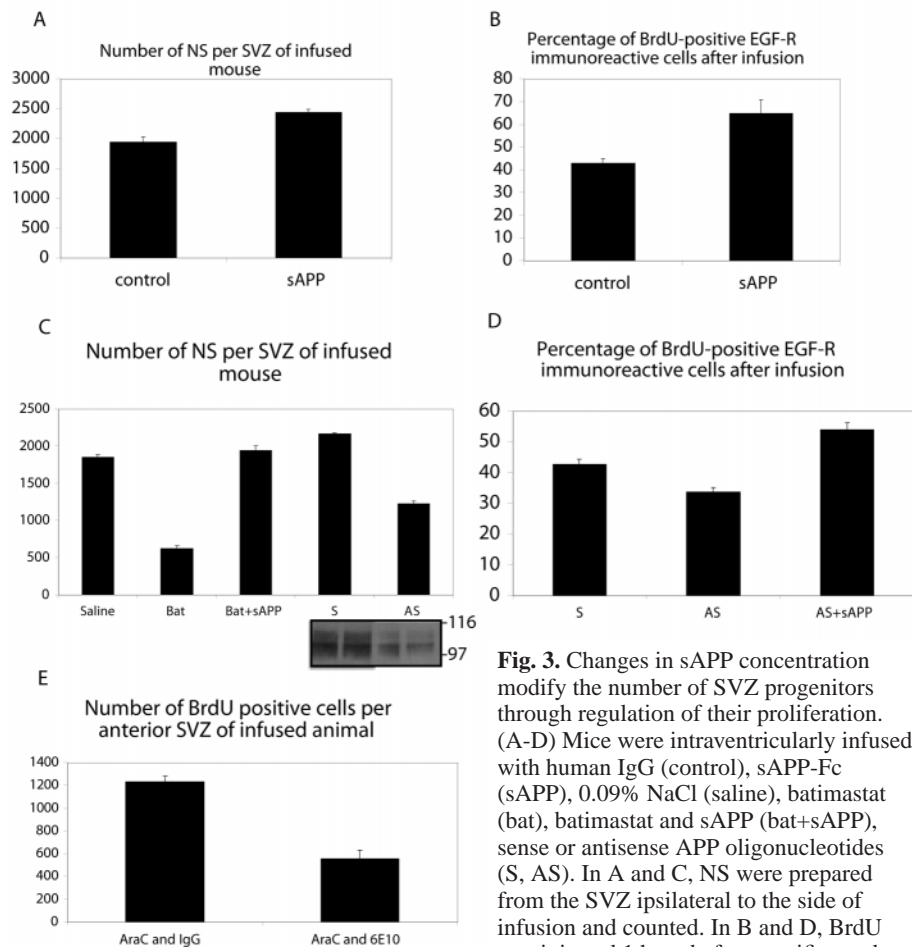 A
Number of NS per SVZ of infused
mouse
3000
2500
2000
1500
1000
500
0
control
sAPP
B
Percentage of BrdU-positive EGF-R
immunoreactive cells after infusion
80
70
60
50
40
30
20
10
0
control
sAPP
C
Number of NS per SVZ of infused
mouse
2500
2000
1500
1000
500
0
Saline
Bat
Bat+sAPP
S
AS
-116
-97
D
Percentage of BrdU-positive EGF-R
immunoreactive cells after infusion
60
50
40
30
20
10
0
S
AS
AS+sAPP
E
Number of BrdU positive cells per
anterior SVZ of infused animal
1400
1200
1000
800
600
400
200
0
AraC and IgG
AraC and 6E10
Fig. 3. Changes in sAPP concentration
modify the number of SVZ progenitors
through regulation of their proliferation.
(A-D) Mice were intraventricularly infused
with human IgG (control), sAPP-Fc
(sAPP), 0.09% NaCl (saline), batimastat
(bat), batimastat and sAPP (bat+sAPP),
sense or antisense APP oligonucleotides
(S, AS). In A and C, NS were prepared
from the SVZ ipsilateral to the side of
infusion and counted. In B and D, BrdU